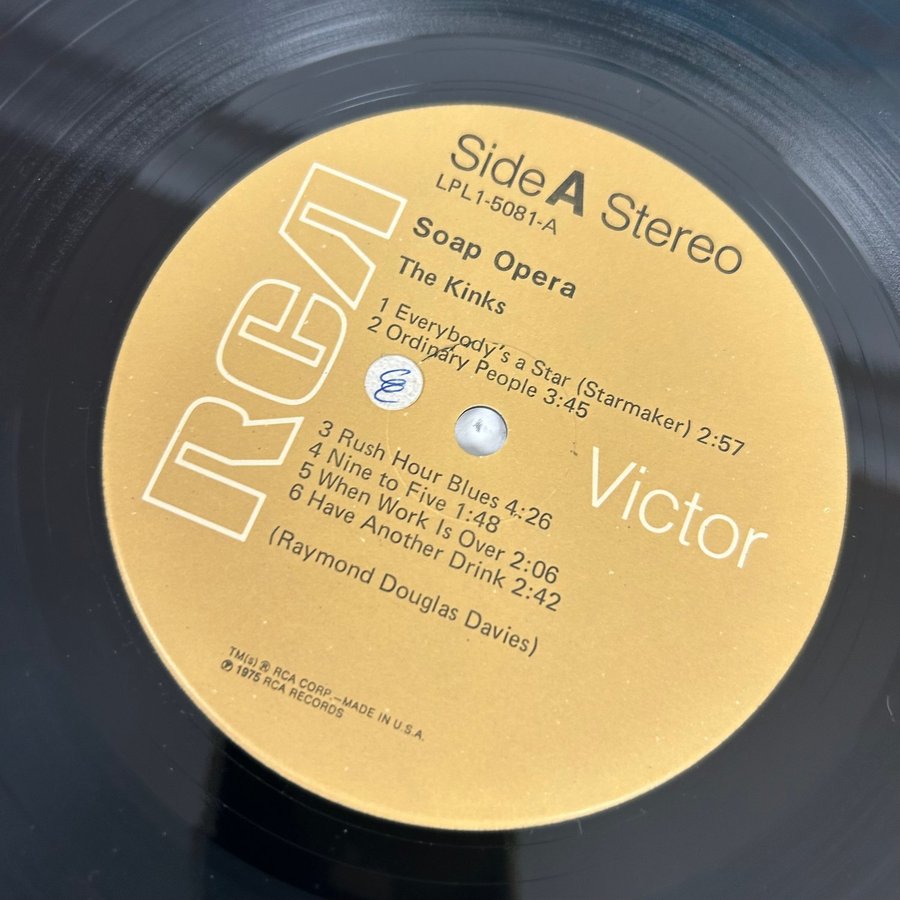 Side A Stereo
LPL1-5081-A
Soap Opera
The Kinks
1 Everybody's a Star (Starmaker) 2:57
2 Ordinary People 3:45
3 Rush Hour Blues 4:26
4 Nine to Five 1:48
5 When Work Is Over 2:06
6 Have Another Drink 2:42
(Raymond Douglas Davies)
RCA
Victor
TM(s) ® RCA CORP.—MADE IN U.S.A.
℗ 1975 RCA RECORDS